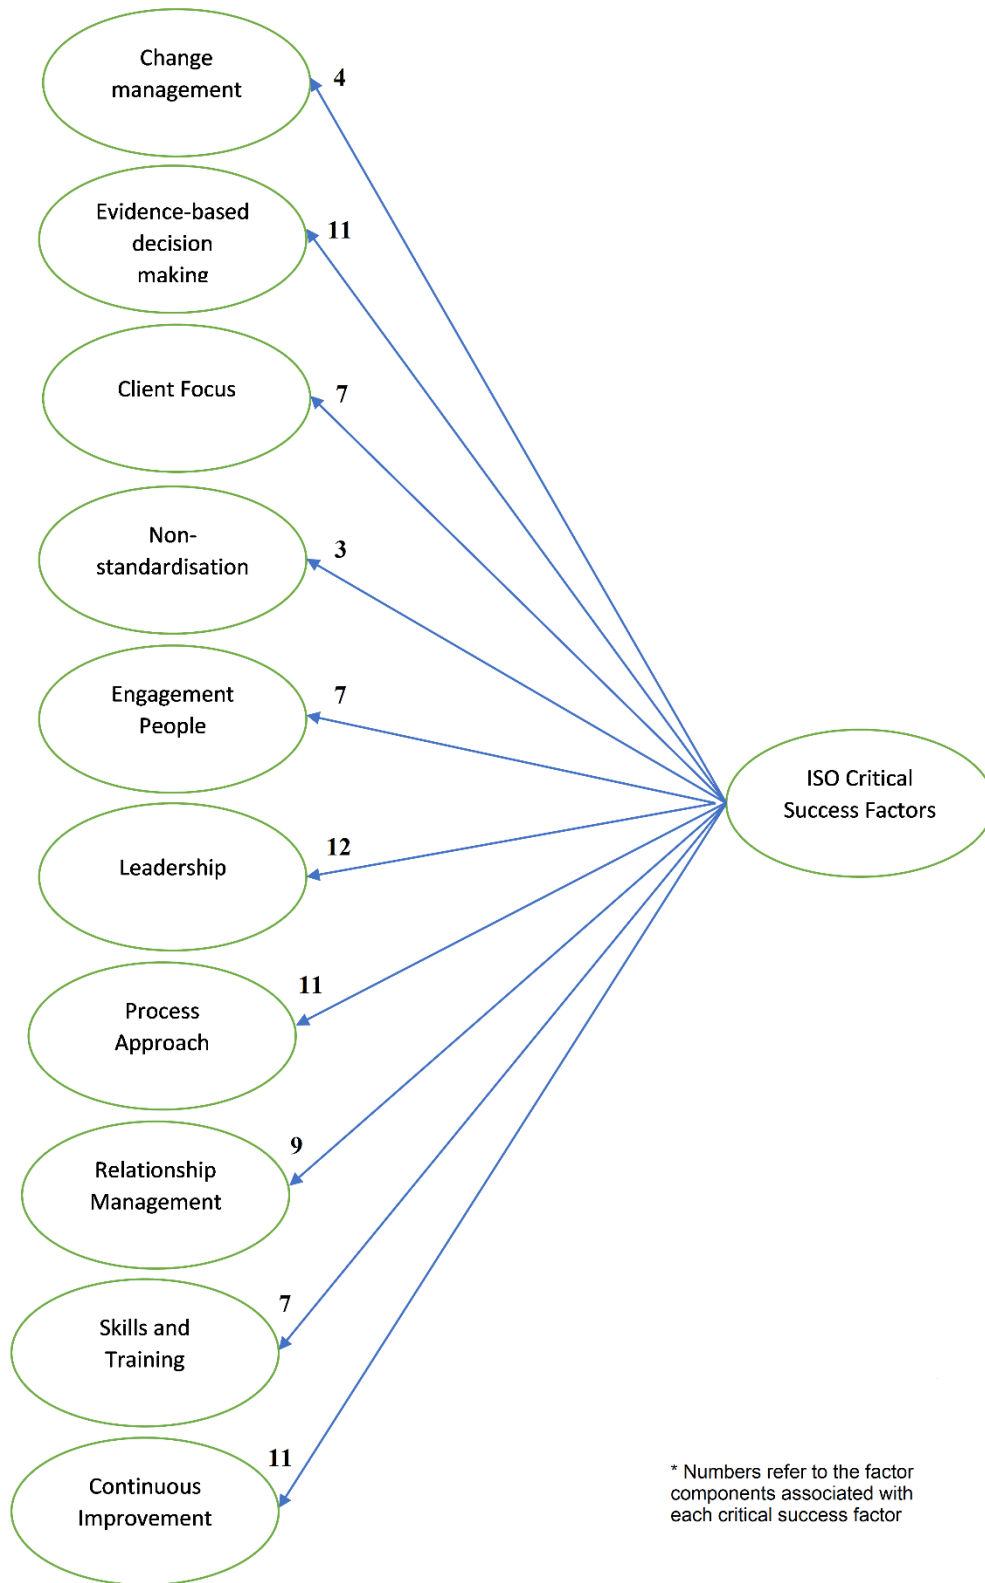 Change
management
4
Evidence-based
decision
making
11
Client Focus
7
Non-
standardisation
3
Engagement
People
7
ISO Critical
Success Factors
Leadership
12
Process
Approach
11
Relationship
Management
9
Skills and
Training
7
Continuous
Improvement
11
* Numbers refer to the factor
components associated with
each critical success factor